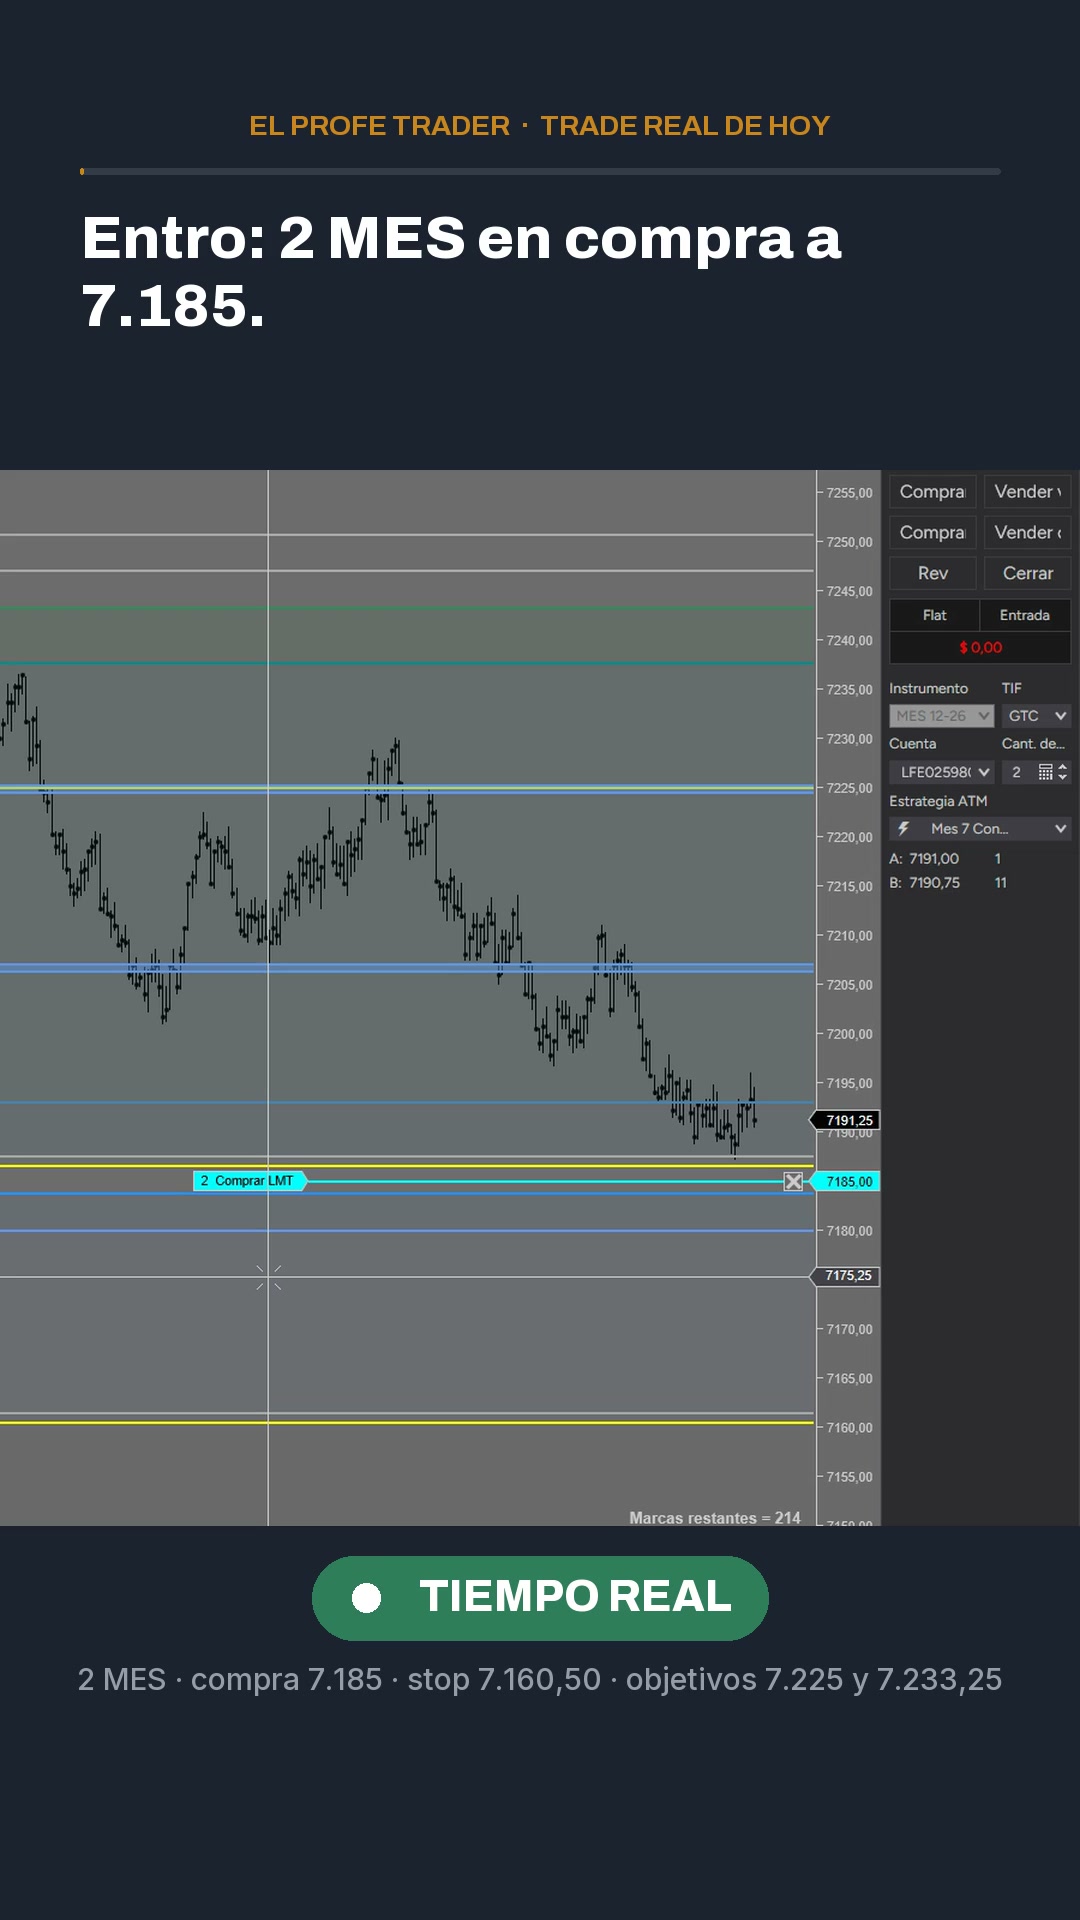 EL PROFE TRADER · TRADE REAL DE HOY
Entro: 2 MES en compra a
7.185.
7255,00
7250,00
7245,00
7240,00
7235,00
7230,00
7225,00
7220,00
7215,00
7210,00
7205,00
7200,00
7195,00
7191,25
7190,00
2 Comprar LMT
7185,00
7180,00
7175,25
7170,00
7165,00
7160,00
7155,00
Marcas restantes = 214
Compra
Vender
Compra
Vender
Rev
Cerrar
Flat
Entrada
$ 0,00
Instrumento
TIF
MES 12-26
GTC
Cuenta
Cant. de...
LFE02598
2
Estrategia ATM
Mes 7 Con...
A: 7191,00 1
B: 7190,75 11
TIEMPO REAL
2 MES · compra 7.185 · stop 7.160,50 · objetivos 7.225 y 7.233,25